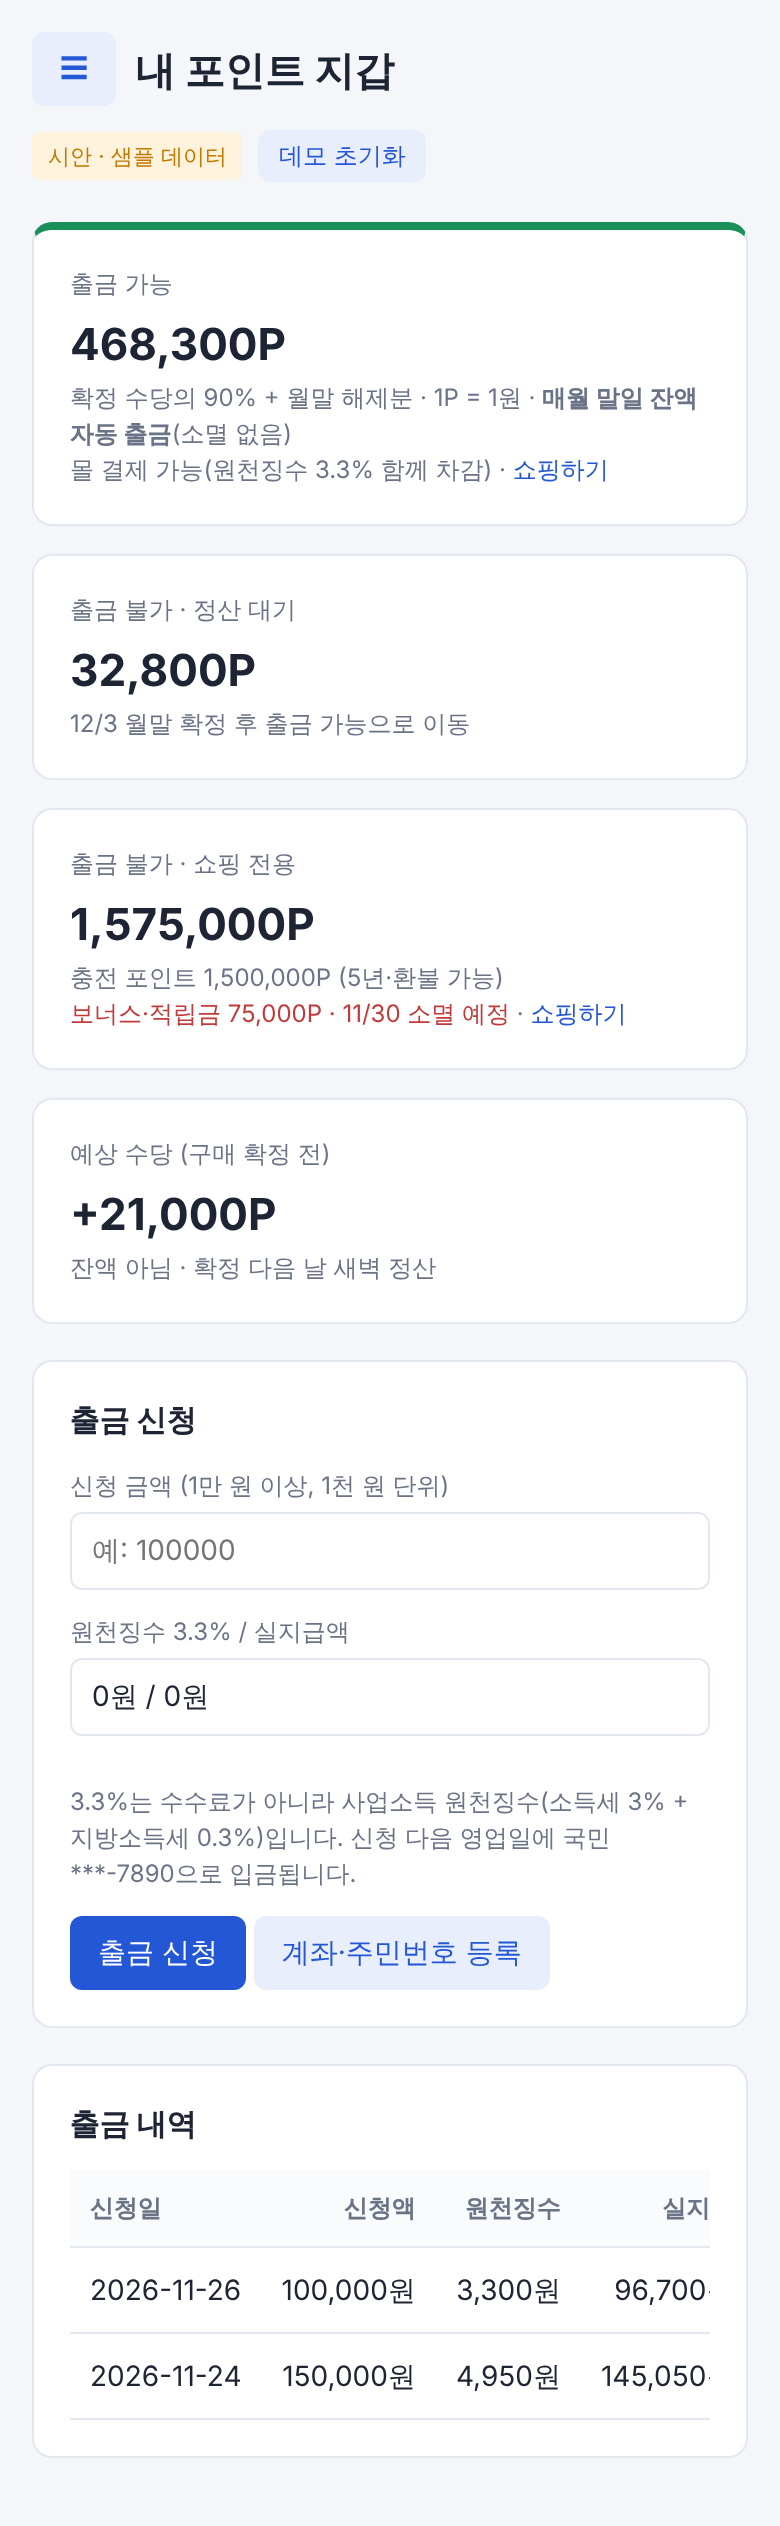 ☰ 내 포인트 지갑
시안 · 샘플 데이터 데모 초기화
출금 가능
468,300P
확정 수당의 90% + 월말 해제분 · 1P = 1원 · 매월 말일 잔액
자동 출금(소멸 없음)
몰 결제 가능(원천징수 3.3% 함께 차감) · 쇼핑하기
출금 불가 · 정산 대기
32,800P
12/3 월말 확정 후 출금 가능으로 이동
출금 불가 · 쇼핑 전용
1,575,000P
충전 포인트 1,500,000P (5년·환불 가능)
보너스·적립금 75,000P · 11/30 소멸 예정 · 쇼핑하기
예상 수당 (구매 확정 전)
+21,000P
잔액 아님 · 확정 다음 날 새벽 정산
출금 신청
신청 금액 (1만 원 이상, 1천 원 단위)
예: 100000
원천징수 3.3% / 실지급액
0원 / 0원
3.3%는 수수료가 아니라 사업소득 원천징수(소득세 3% +
지방소득세 0.3%)입니다. 신청 다음 영업일에 국민
***-7890으로 입금됩니다.
출금 신청 계좌·주민번호 등록
출금 내역
신청일 신청액 원천징수 실지
2026-11-26 100,000원 3,300원 96,700
2026-11-24 150,000원 4,950원 145,050